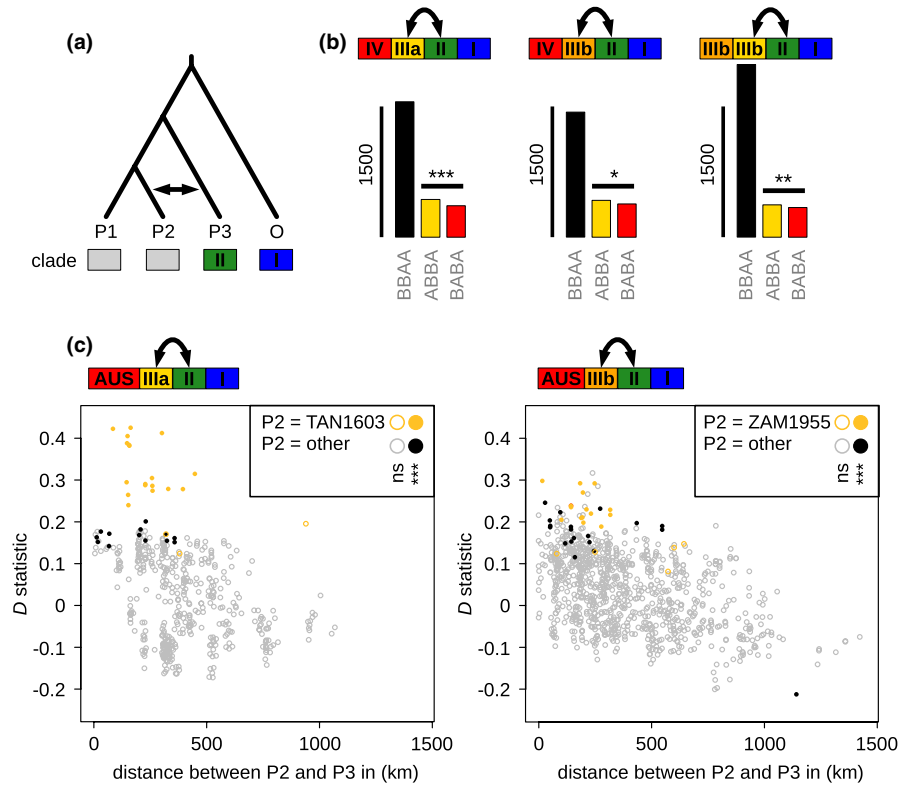 (a)
P1 P2 P3 O
clade II I
(b)
IV IIIa II I
1500
***
BBAA ABBA BABA
IV IIIb II I
1500
*
BBAA ABBA BABA
IIIb IIIb II I
1500
**
BBAA ABBA BABA
(c)
AUS IIIa II I
P2 = TAN1603
P2 = other
ns ***
D statistic
0.4
0.3
0.2
0.1
0
-0.1
-0.2
0 500 1000 1500
distance between P2 and P3 in (km)
AUS IIIb II I
P2 = ZAM1955
P2 = other
ns ***
D statistic
0.4
0.3
0.2
0.1
0
-0.1
-0.2
0 500 1000 1500
distance between P2 and P3 in (km)